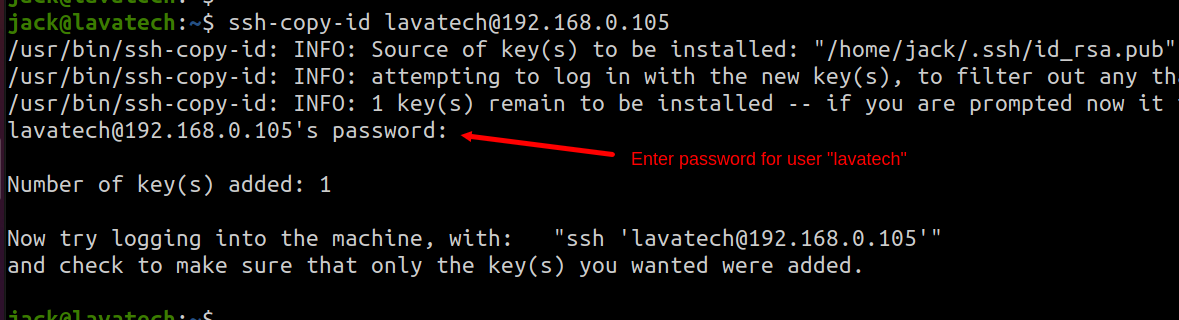 jack@lavatech:~$ ssh-copy-id lavatech@192.168.0.105
/usr/bin/ssh-copy-id: INFO: Source of key(s) to be installed: "/home/jack/.ssh/id_rsa.pub"
/usr/bin/ssh-copy-id: INFO: attempting to log in with the new key(s), to filter out any
/usr/bin/ssh-copy-id: INFO: 1 key(s) remain to be installed -- if you are prompted now it
lavatech@192.168.0.105's password:
Enter password for user "lavatech"
Number of key(s) added: 1
Now try logging into the machine, with:   "ssh 'lavatech@192.168.0.105'"
and check to make sure that only the key(s) you wanted were added.
jack@lavatech:~$